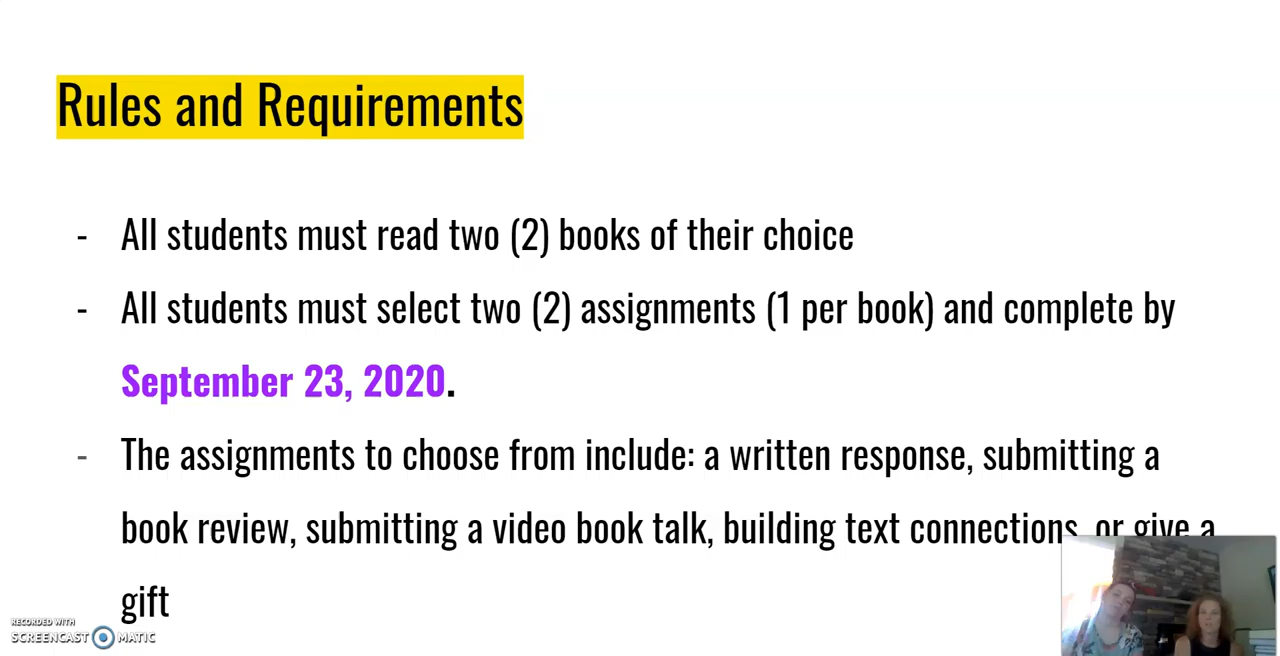 Rules and Requirements
- All students must read two (2) books of their choice
- All students must select two (2) assignments (1 per book) and complete by
September 23, 2020.
- The assignments to choose from include: a written response, submitting a
book review, submitting a video book talk, building text connections, or give a
gift
RECORDED WITH
SCREENCAST MATIC